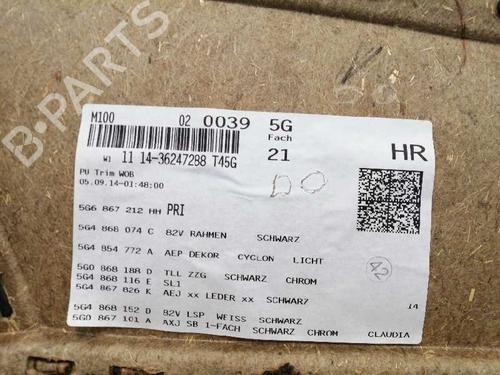 M100 02 0039 5G
Fach
W1 11 14-36247288 T45G 21 HR
PU Trim WOB
05.09.14-01:48:00
DO
5G6 867 212 HH PRI
5G4 868 074 C 82V RAHMEN SCHWARZ
5G4 854 772 A AEP DEKOR CYCLON LICHT
5G0 868 188 D TLL ZZG SCHWARZ CHROM
5G4 868 116 E SL1
5G4 867 826 K AEJ xx LEDER xx SCHWARZ
42
14
5G4 868 152 D 82V LSP WEISS SCHWARZ
5G0 867 101 A AXJ SB 1-FACH SCHWARZ CHROM CLAUDIA
B-PARTS